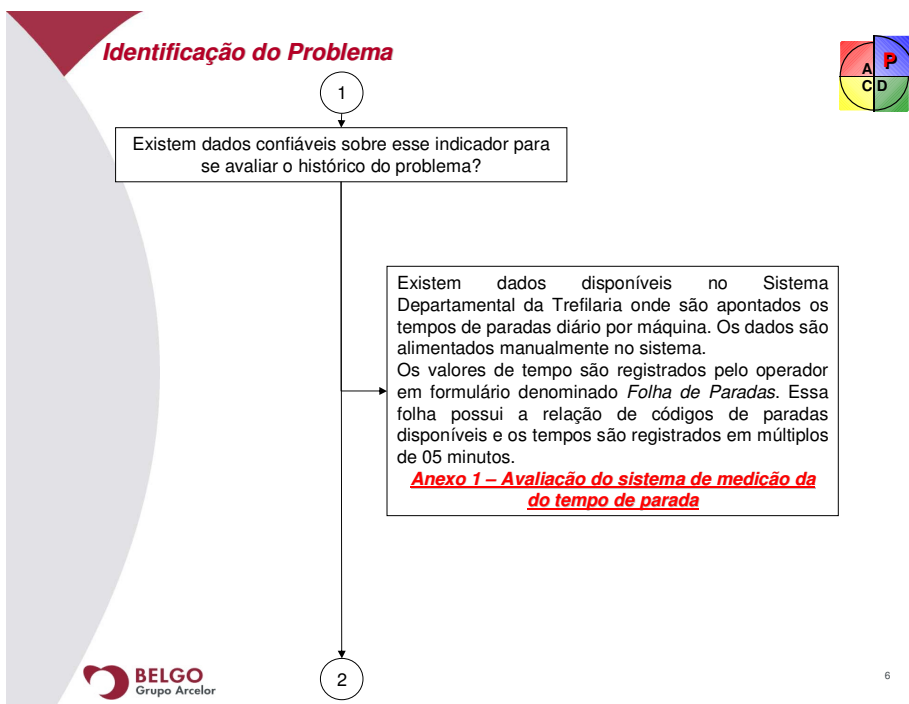 Identificação do Problema
A P
C D
1
Existem dados confiáveis sobre esse indicador para
se avaliar o histórico do problema?
Existem dados disponíveis no Sistema
Departamental da Trefilaria onde são apontados os
tempos de paradas diário por máquina. Os dados são
alimentados manualmente no sistema.
Os valores de tempo são registrados pelo operador
em formulário denominado Folha de Paradas. Essa
folha possui a relação de códigos de paradas
disponíveis e os tempos são registrados em múltiplos
de 05 minutos.
Anexo 1 – Avaliacão do sistema de medicão da
do tempo de parada
2
BELGO
Grupo Arcelor
6